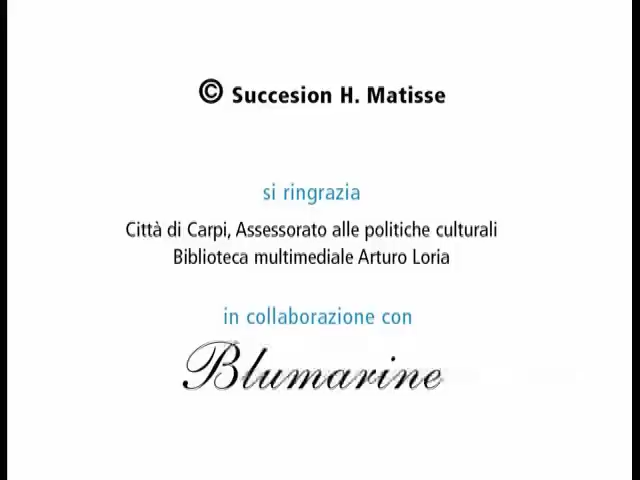 © Succesion H. Matisse
si ringrazia
Città di Carpi, Assessorato alle politiche culturali
Biblioteca multimediale Arturo Loria
in collaborazione con
Blumarine